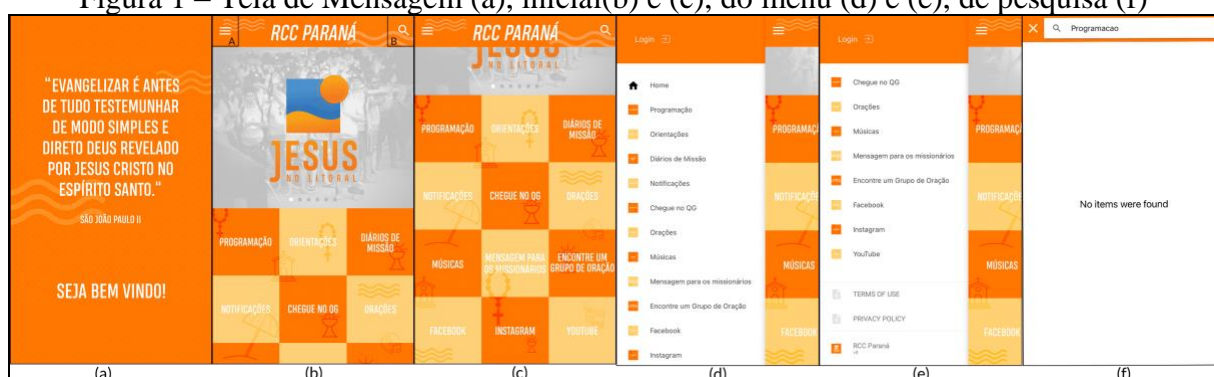 Figura 1 – Tela de Mensagem (a), inicial(b) e (c), do menu (d) e (e), de pesquisa (f)
"EVANGELIZAR É ANTES
DE TUDO TESTEMUNHAR
DE MODO SIMPLES E
DIRETO DEUS REVELADO
POR JESUS CRISTO NO
ESPÍRITO SANTO."
SÃO JOÃO PAULO II
SEJA BEM VINDO!
(a)
A
RCC PARANÁ
B
JESUS
NO LITORAL
PROGRAMAÇÃO
ORIENTAÇÕES
DIÁRIOS DE
MISSÃO
NOTIFICAÇÕES
CHEGUE NO QG
ORAÇÕES
(b)
RCC PARANÁ
JESUS
NO LITORAL
PROGRAMAÇÃO
ORIENTAÇÕES
DIÁRIOS DE
MISSÃO
NOTIFICAÇÕES
CHEGUE NO QG
ORAÇÕES
MÚSICAS
MENSAGEM PARA
OS MISSIONÁRIOS
ENCONTRE UM
GRUPO DE ORAÇÃO
FACEBOOK
INSTAGRAM
YOUTUBE
(c)
Login
Home
Programação
Orientações
Diários de Missão
Notificações
Chegue no QG
Orações
Músicas
Mensagem para os missionários
Encontre um Grupo de Oração
Facebook
Instagram
PROGRAMAÇ
NOTIFICAÇÕE
MÚSICAS
FACEBOOK
(d)
Login
Chegue no QG
Orações
Músicas
Mensagem para os missionários
Encontre um Grupo de Oração
Facebook
Instagram
YouTube
TERMS OF USE
PRIVACY POLICY
RCC Paraná
PROGRAMAÇ
NOTIFICAÇÕE
MÚSICAS
FACEBOOK
(e)
Programacao
No items were found
(f)